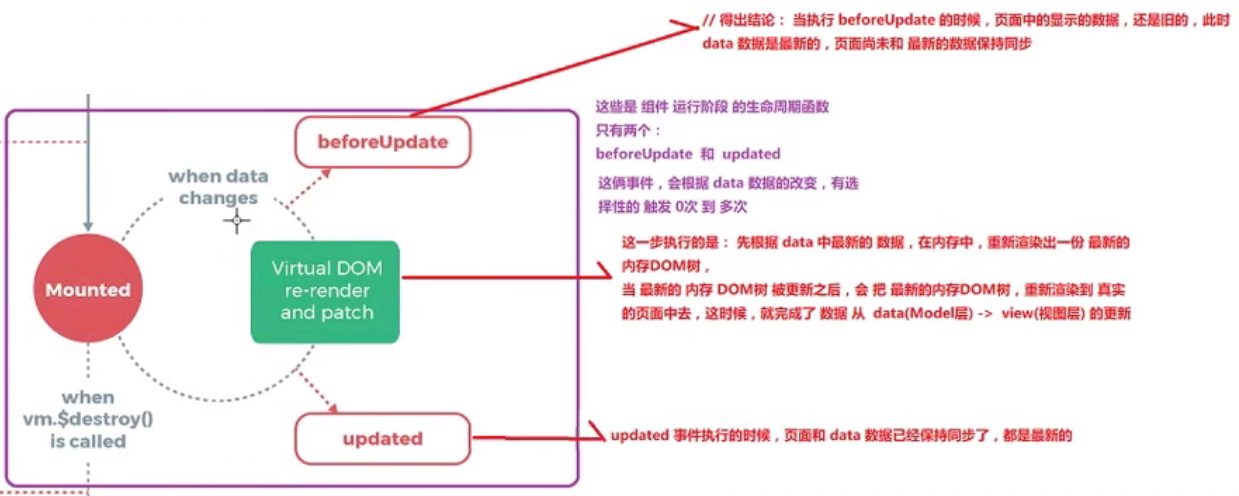 // 得出结论： 当执行 beforeUpdate 的时候，页面中的显示的数据，还是旧的，此时
data 数据是最新的，页面尚未和 最新的数据保持同步
这些是 组件 运行阶段 的生命周期函数
只有两个：
beforeUpdate 和 updated
这俩事件，会根据 data 数据的改变，有选
择性的 触发 0次 到 多次
beforeUpdate
when data
changes
Mounted
Virtual DOM
re-render
and patch
这一步执行的是： 先根据 data 中最新的 数据，在内存中，重新渲染出一份 最新的
内存DOM树，
当 最新的 内存 DOM树 被更新之后，会 把 最新的内存DOM树，重新渲染到 真实
的页面中去，这时候，就完成了 数据 从 data(Model层) -> view(视图层) 的更新
when
vm.$destroy()
is called
updated
updated 事件执行的时候，页面和 data 数据已经保持同步了，都是最新的